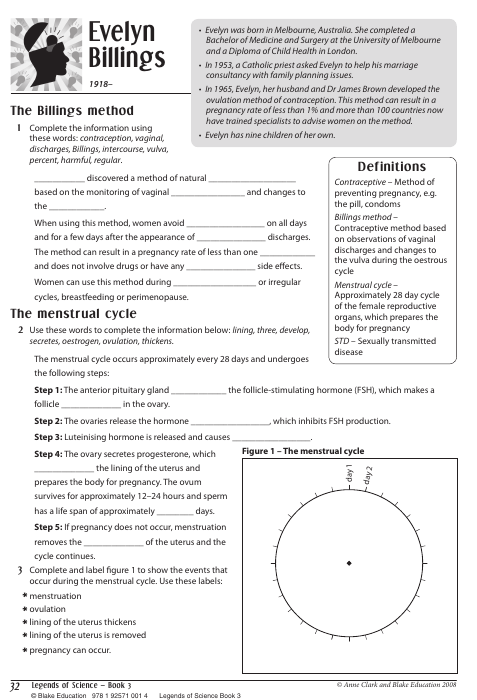 Evelyn
Billings
1918–
• Evelyn was born in Melbourne, Australia. She completed a
Bachelor of Medicine and Surgery at the University of Melbourne
and a Diploma of Child Health in London.
• In 1953, a Catholic priest asked Evelyn to help his marriage
consultancy with family planning issues.
• In 1965, Evelyn, her husband and Dr James Brown developed the
ovulation method of contraception. This method can result in a
pregnancy rate of less than 1% and more than 100 countries now
have trained specialists to advise women on the method.
• Evelyn has nine children of her own.
The Billings method
1 Complete the information using
these words: contraception, vaginal,
discharges, Billings, intercourse, vulva,
percent, harmful, regular.
____________ discovered a method of natural ____________________
based on the monitoring of vaginal _________________ and changes to
the _____________.
When using this method, women avoid __________________ on all days
and for a few days after the appearance of ________________ discharges.
The method can result in a pregnancy rate of less than one _____________
and does not involve drugs or have any ________________ side effects.
Women can use this method during ___________________ or irregular
cycles, breastfeeding or perimenopause.
Definitions
Contraceptive – Method of
preventing pregnancy, e.g.
the pill, condoms
Billings method –
Contraceptive method based
on observations of vaginal
discharges and changes to
the vulva during the oestrous
cycle
Menstrual cycle –
Approximately 28 day cycle
of the female reproductive
organs, which prepares the
body for pregnancy
STD – Sexually transmitted
disease
The menstrual cycle
2 Use these words to complete the information below: lining, three, develop,
secretes, oestrogen, ovulation, thickens.
The menstrual cycle occurs approximately every 28 days and undergoes
the following steps:
Step 1: The anterior pituitary gland _____________ the follicle-stimulating hormone (FSH), which makes a
follicle ______________ in the ovary.
Step 2: The ovaries release the hormone __________________, which inhibits FSH production.
Step 3: Luteinising hormone is released and causes __________________.
Step 4: The ovary secretes progesterone, which
______________ the lining of the uterus and
prepares the body for pregnancy. The ovum
survives for approximately 12–24 hours and sperm
has a life span of approximately ________ days.
Step 5: If pregnancy does not occur, menstruation
removes the ______________ of the uterus and the
cycle continues.
3 Complete and label figure 1 to show the events that
occur during the menstrual cycle. Use these labels:
* menstruation
* ovulation
* lining of the uterus thickens
* lining of the uterus is removed
* pregnancy can occur.
Figure 1 – The menstrual cycle
day 1
day 2
32 Legends of Science – Book 3
© Anne Clark and Blake Education 2008
© Blake Education 978 1 92571 001 4 Legends of Science Book 3